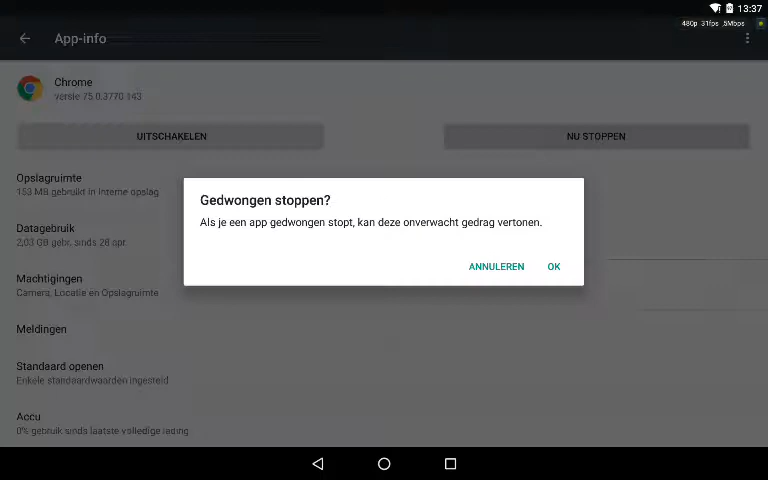 13:37
480p 31fps .5Mbps
App-info
Chrome
versie 75.0.3770.143
UITSCHAKELEN
NU STOPPEN
Opslagruimte
153 MB gebruikt in Interne opslag
Gedwongen stoppen?
Als je een app gedwongen stopt, kan deze onverwacht gedrag vertonen.
ANNULEREN OK
Datagebruik
2,03 GB gebr. sinds 28 apr.
Machtigingen
Camera, Locatie en Opslagruimte
Meldingen
Standaard openen
Enkele standaardwaarden ingesteld
Accu
0% gebruik sinds laatste volledige lading